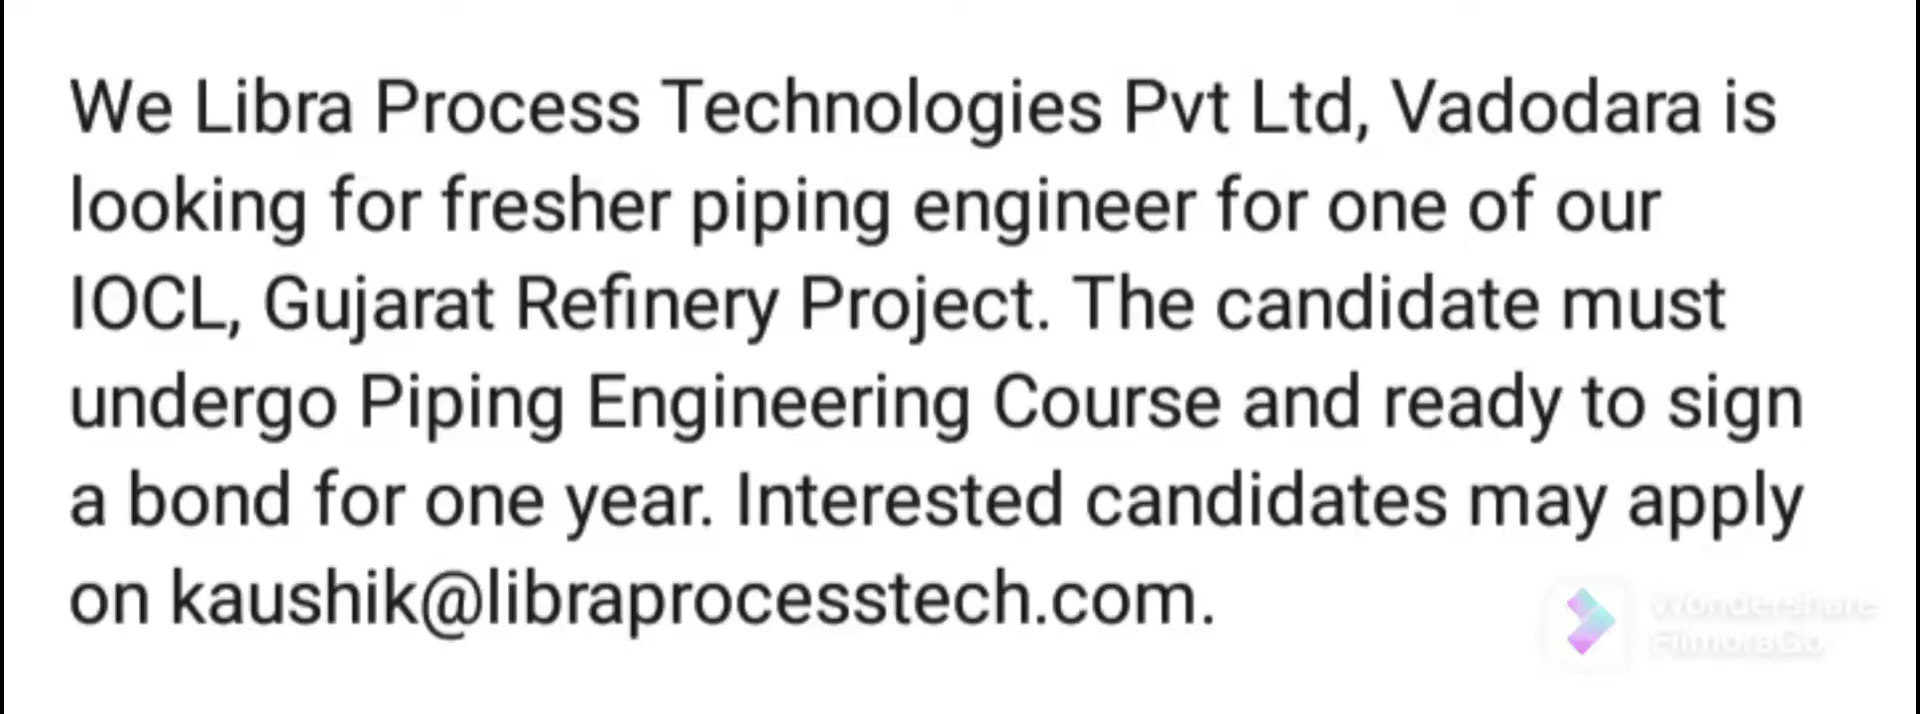 We Libra Process Technologies Pvt Ltd, Vadodara is
looking for fresher piping engineer for one of our
IOCL, Gujarat Refinery Project. The candidate must
undergo Piping Engineering Course and ready to sign
a bond for one year. Interested candidates may apply
on kaushik@libraprocesstech.com.
Wondershare
FilmoraGo